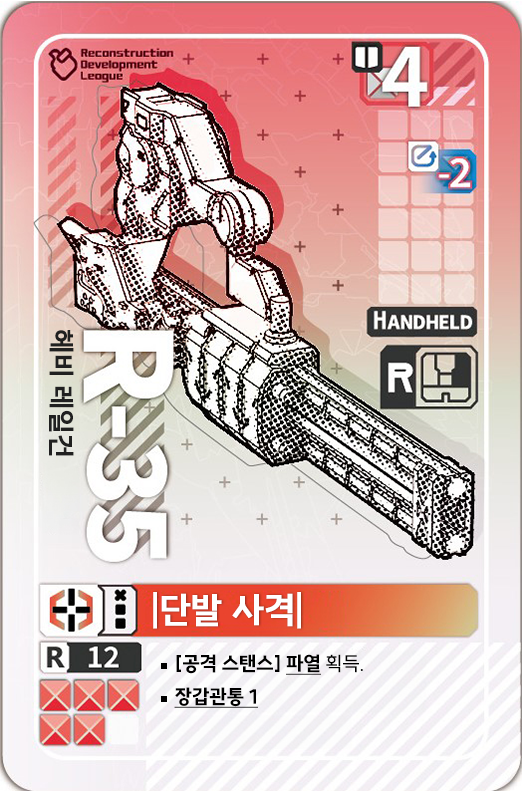 Reconstruction
Development
League
4
-2
HANDHELD
R
R-35
헤비 레일건
|단발 사격|
R 12
▪ [공격 스탠스] 파열 획득.
▪ 장갑관통 1